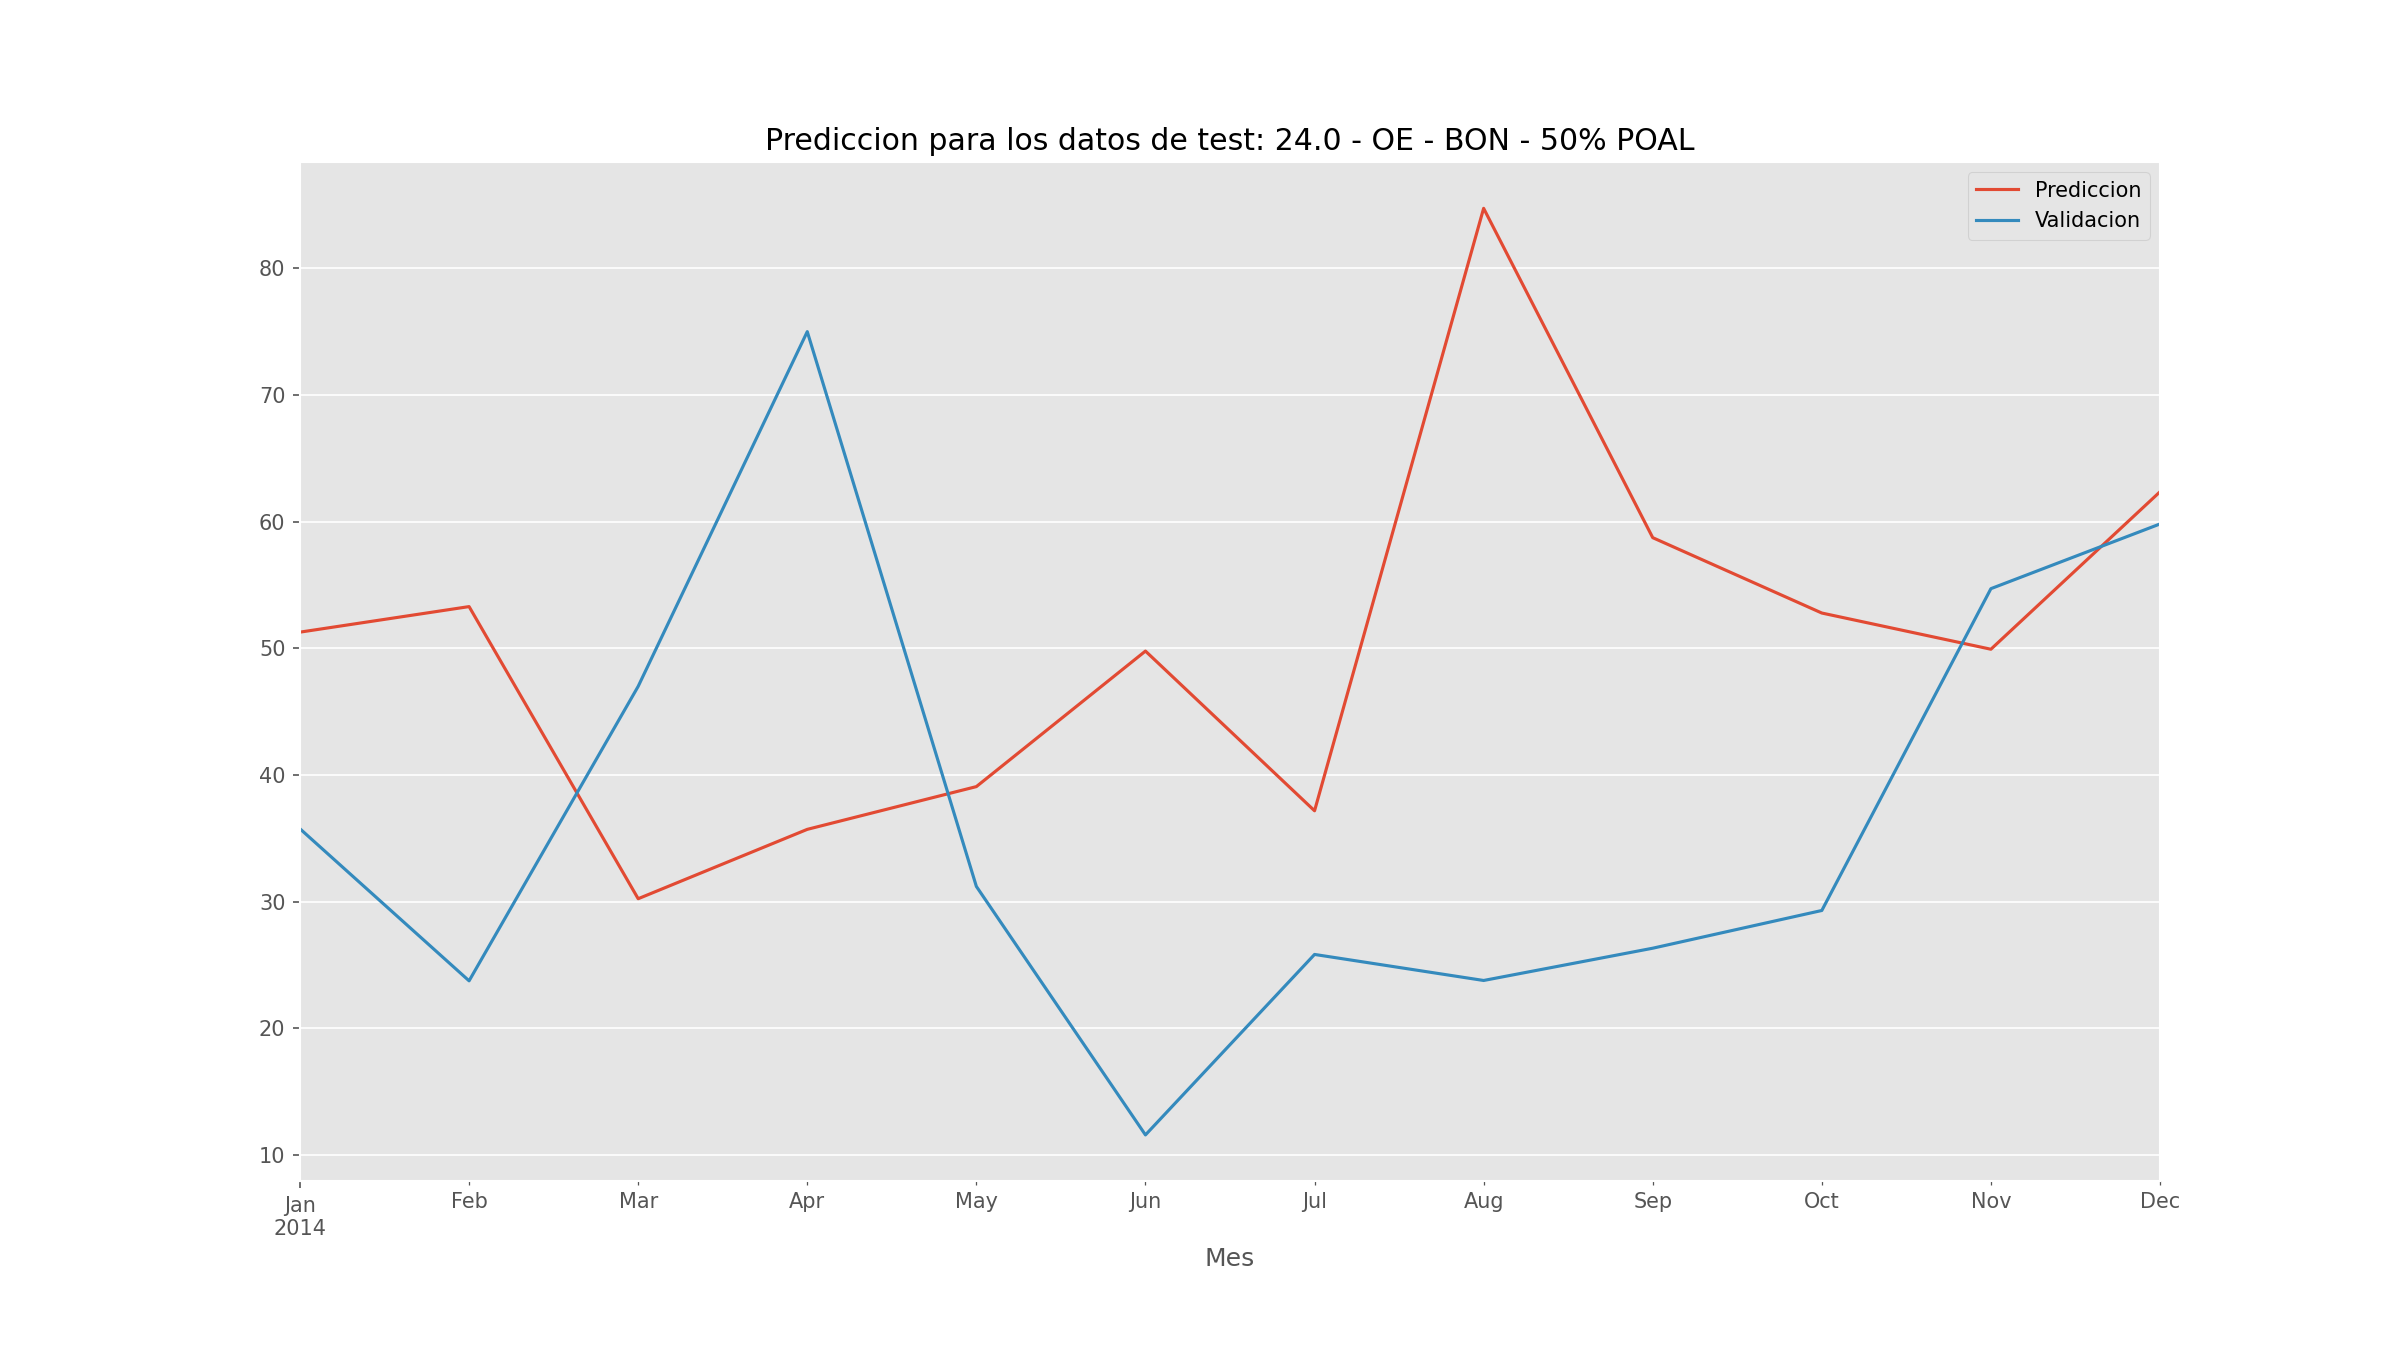 Prediccion para los datos de test: 24.0 - OE - BON - 50% POAL
Prediccion
Validacion
80
70
60
50
40
30
20
10
Jan Feb Mar Apr May Jun Jul Aug Sep Oct Nov Dec
2014
Mes